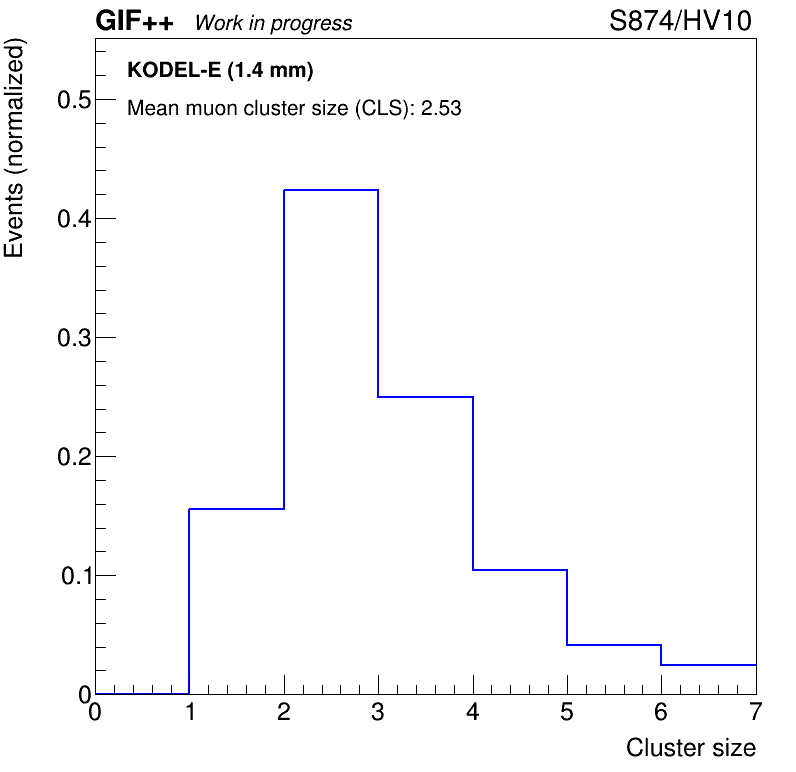 GIF++ Work in progress S874/HV10
KODEL-E (1.4 mm)
Mean muon cluster size (CLS): 2.53
Events (normalized)
0.5
0.4
0.3
0.2
0.1
0
0 1 2 3 4 5 6 7
Cluster size